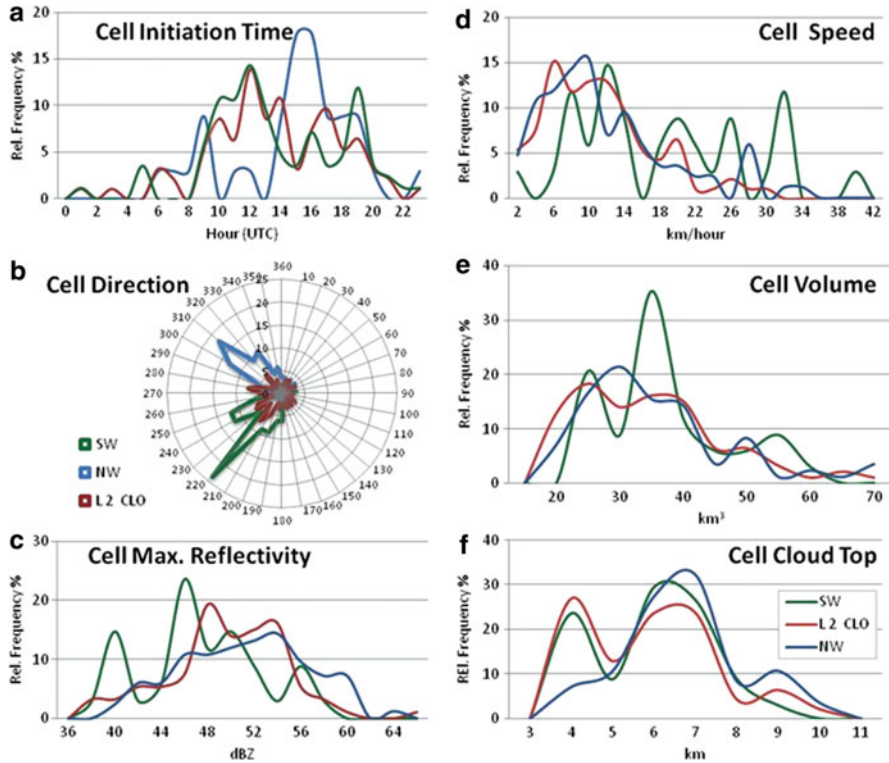 a
Cell Initiation Time
Rel. Frequency %
20
15
10
5
0
0 2 4 6 8 10 12 14 16 18 20 22
Hour (UTC)
b
Cell Direction
360
10
20
30
40
50
60
70
80
90
100
110
120
130
140
150
160
170
180
190
200
210
220
230
240
250
260
270
280
290
300
310
320
330
340
350
25
20
15
10
5
0
SW
NW
L 2 CLO
c
Cell Max. Reflectivity
Rel. Frequency %
30
20
10
0
36 40 44 48 52 56 60 64
dBZ
d
Cell Speed
Rel. Frequency %
20
15
10
5
0
2 6 10 14 18 22 26 30 34 38 42
km/hour
e
Cell Volume
Rel. Frequency %
40
30
20
10
0
20 30 40 50 60 70
km³
f
Cell Cloud Top
REl. Frequency %
40
30
20
10
0
3 4 5 6 7 8 9 10 11
km
SW
L 2 CLO
NW